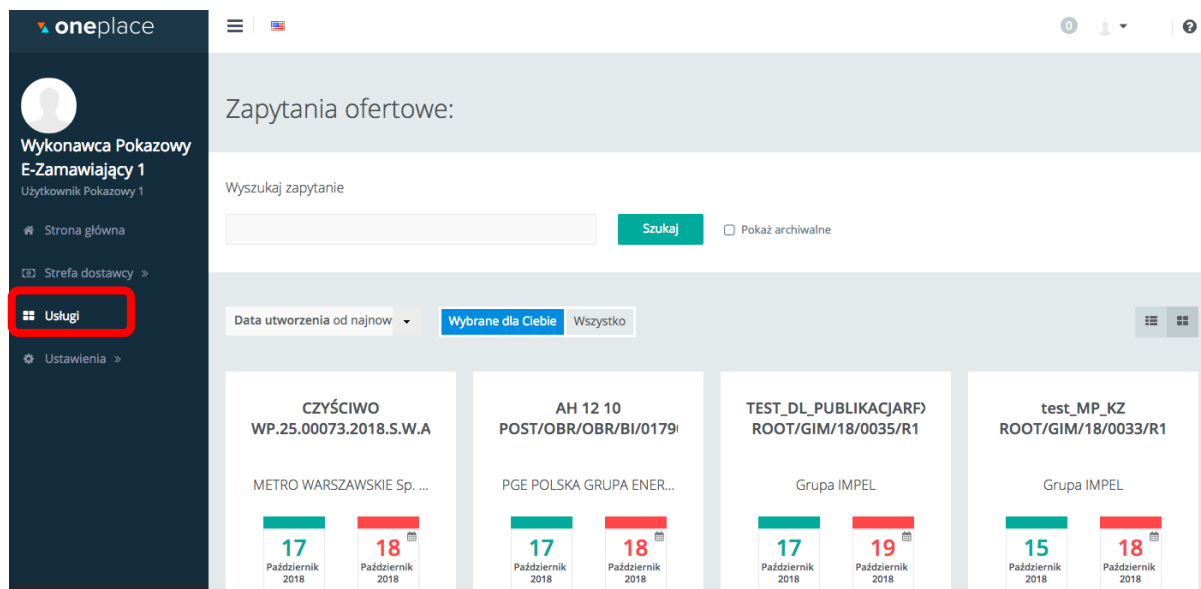 oneplace
0
Wykonawca Pokazowy
E-Zamawiający 1
Użytkownik Pokazowy 1
Strona główna
Strefa dostawcy »
Usługi
Ustawienia »
Zapytania ofertowe:
Wyszukaj zapytanie
Szukaj
Pokaż archiwalne
Data utworzenia od najnow
Wybrane dla Ciebie
Wszystko
CZYŚCIWO
WP.25.00073.2018.S.W.A
METRO WARSZAWSKIE Sp. ...
17
Październik
2018
18
Październik
2018
AH 12 10
POST/OBR/OBR/BI/0179
PGE POLSKA GRUPA ENER...
17
Październik
2018
18
Październik
2018
TEST_DL_PUBLIKACJARF
ROOT/GIM/18/0035/R1
Grupa IMPEL
17
Październik
2018
19
Październik
2018
test_MP_KZ
ROOT/GIM/18/0033/R1
Grupa IMPEL
15
Październik
2018
18
Październik
2018